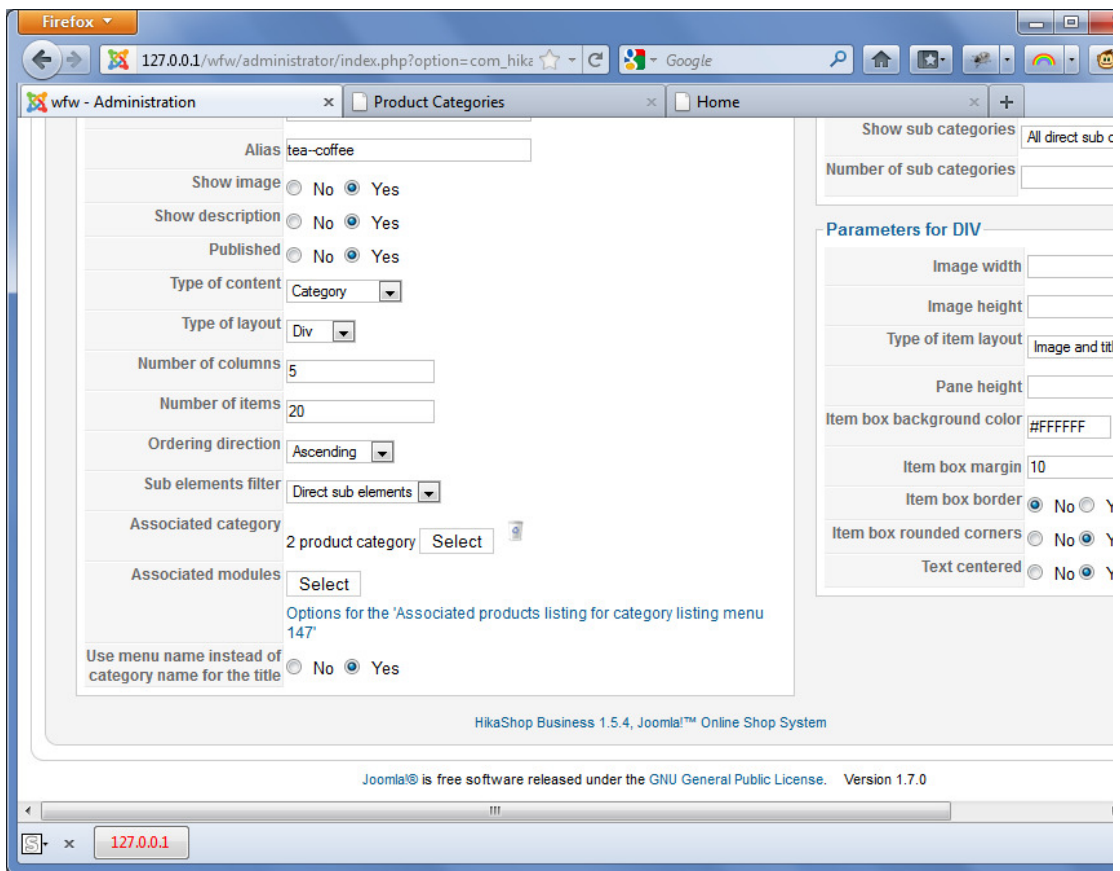 Firefox
127.0.0.1/wfw/administrator/index.php?option=com_hika
Google
wfw - Administration
Product Categories
Home
Alias tea--coffee
Show image No Yes
Show description No Yes
Published No Yes
Type of content Category
Type of layout Div
Number of columns 5
Number of items 20
Ordering direction Ascending
Sub elements filter Direct sub elements
Associated category 2 product category Select
Associated modules Select
Options for the 'Associated products listing for category listing menu
147'
Use menu name instead of
category name for the title No Yes
Show sub categories All direct sub c
Number of sub categories
Parameters for DIV
Image width
Image height
Type of item layout Image and titl
Pane height
Item box background color #FFFFFF
Item box margin 10
Item box border No Y
Item box rounded corners No Y
Text centered No Y
HikaShop Business 1.5.4, Joomla!™ Online Shop System
Joomla!® is free software released under the GNU General Public License. Version 1.7.0
S
127.0.0.1